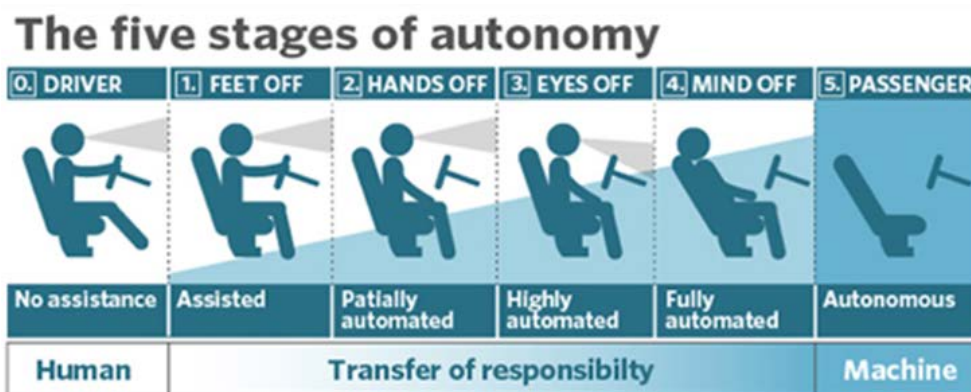 The five stages of autonomy
0. DRIVER
1. FEET OFF
2. HANDS OFF
3. EYES OFF
4. MIND OFF
5. PASSENGER
No assistance
Assisted
Patially
automated
Highly
automated
Fully
automated
Autonomous
Human
Transfer of responsibilty
Machine